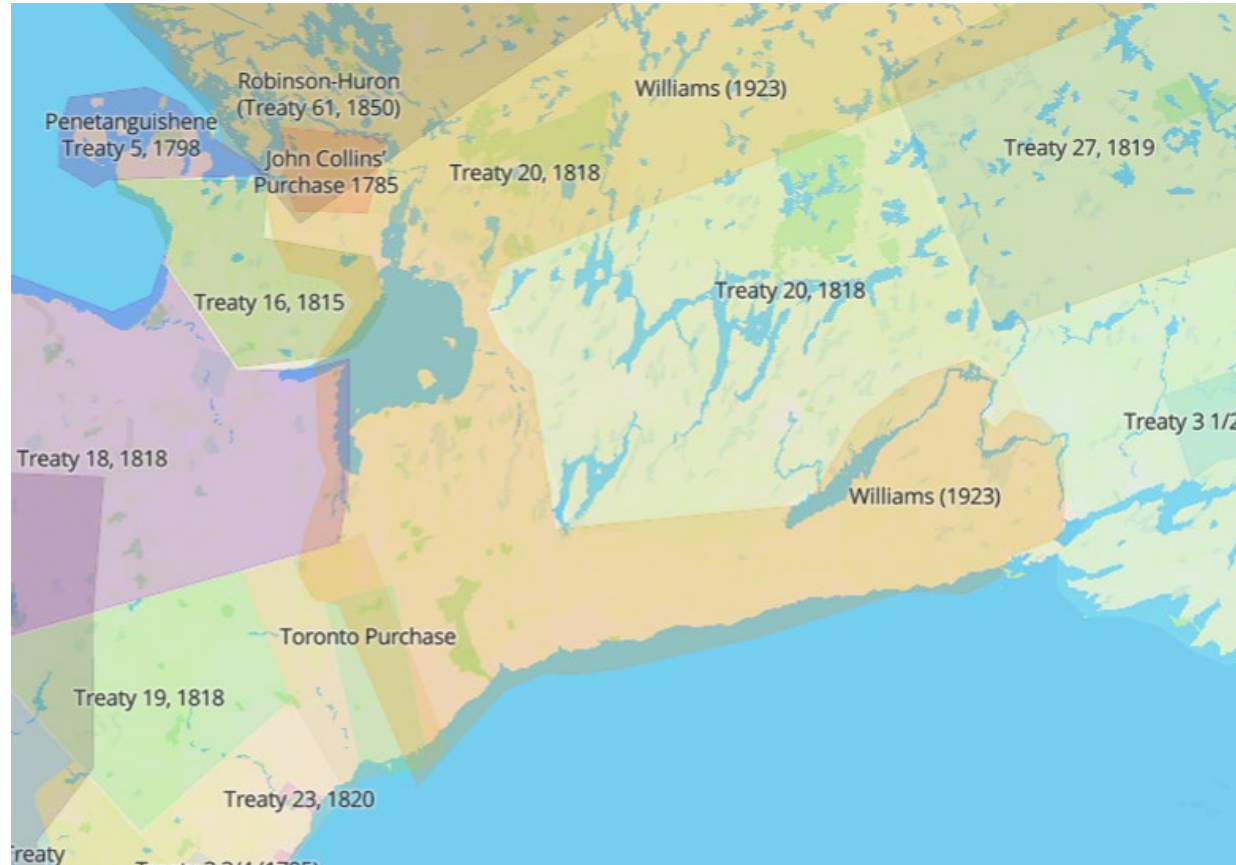 Robinson-Huron
(Treaty 61, 1850)
Williams (1923)
Penetanguishene
Treaty 5, 1798
John Collins'
Purchase 1785
Treaty 20, 1818
Treaty 27, 1819
Treaty 16, 1815
Treaty 20, 1818
Treaty 3 1/2
Treaty 18, 1818
Williams (1923)
Toronto Purchase
Treaty 19, 1818
Treaty 23, 1820
Treaty